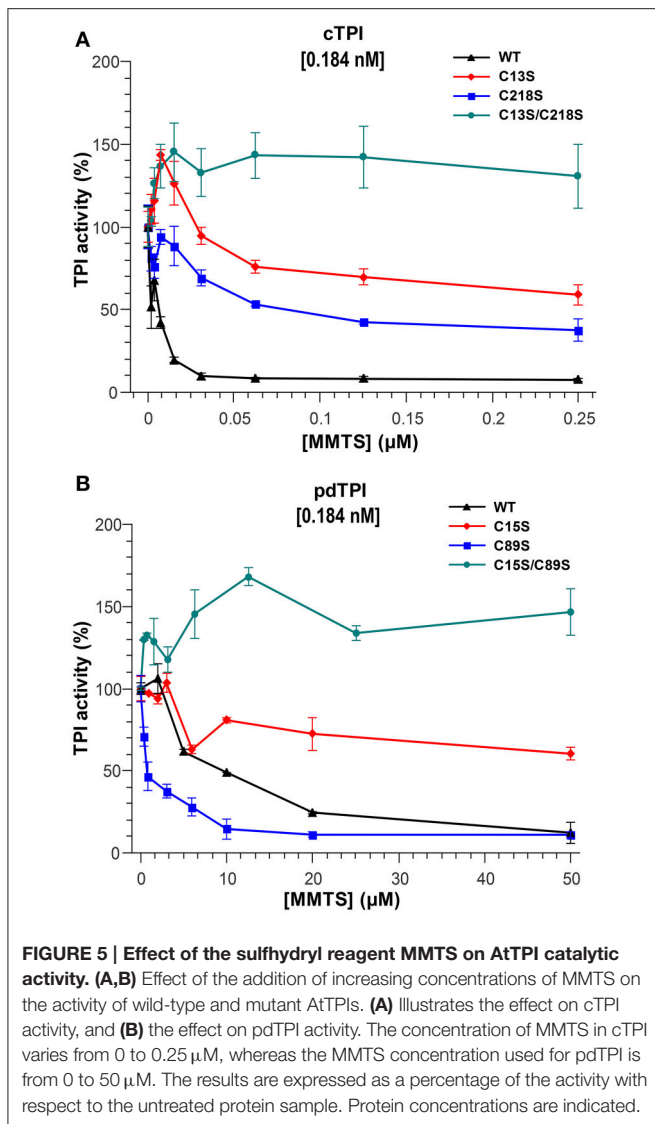 A
cTPI
[0.184 nM]
WT
C13S
C218S
C13S/C218S
TPI activity (%)
200
150
100
50
0
0 0.05 0.1 0.15 0.2 0.25
[MMTS] (μM)
B
pdTPI
[0.184 nM]
WT
C15S
C89S
C15S/C89S
TPI activity (%)
200
150
100
50
0
0 10 20 30 40 50
[MMTS] (μM)
FIGURE 5 | Effect of the sulfhydryl reagent MMTS on AtTPI catalytic
activity. (A,B) Effect of the addition of increasing concentrations of MMTS on
the activity of wild-type and mutant AtTPIs. (A) Illustrates the effect on cTPI
activity, and (B) the effect on pdTPI activity. The concentration of MMTS in cTPI
varies from 0 to 0.25 μM, whereas the MMTS concentration used for pdTPI is
from 0 to 50 μM. The results are expressed as a percentage of the activity with
respect to the untreated protein sample. Protein concentrations are indicated.